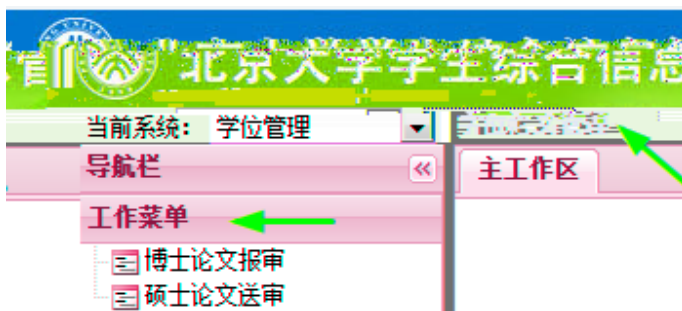 北京大学学生综合信息
当前系统： 学位管理
导航栏
主工作区
工作菜单
博士论文报审
硕士论文送审